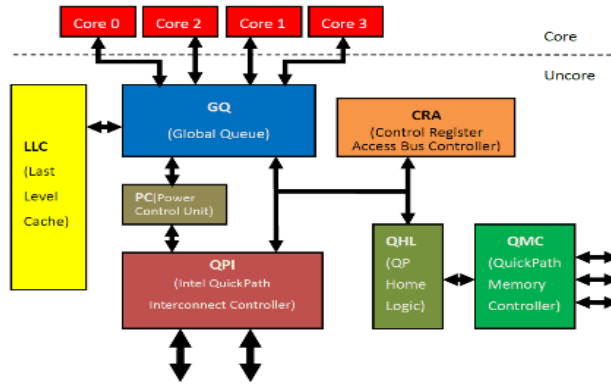 Core 0
Core 2
Core 1
Core 3
Core
Uncore
GQ
(Global Queue)
CRA
(Control Register
Access Bus Controller)
LLC
(Last
Level
Cache)
PC(Power
Control Unit)
QPI
(Intel QuickPath
Interconnect Controller)
QHL
(QP
Home
Logic)
QMC
(QuickPath
Memory
Controller)